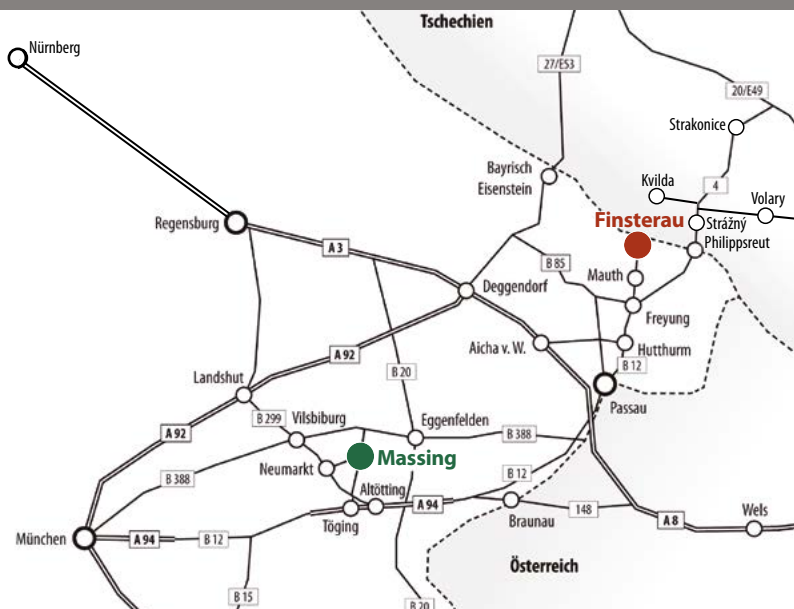 Tschechien
Nürnberg
27/E53
20/E49
Strakonice
Bayrisch
Eisenstein
Kvilda
4
Volary
Regensburg
Finsterau
Strážný
Philippsreut
A 3
B 85
Mauth
Deggendorf
Freyung
Aicha v. W.
Hutthurm
A 92
B 12
Landshut
B 20
Passau
B 299
Vilsbiburg
Eggenfelden
A 92
B 388
Massing
Neumarkt
B 388
B 12
Altötting
A 94
Töging
Braunau
148
A 8
Wels
München
A 94
B 12
Österreich
B 15
B 20